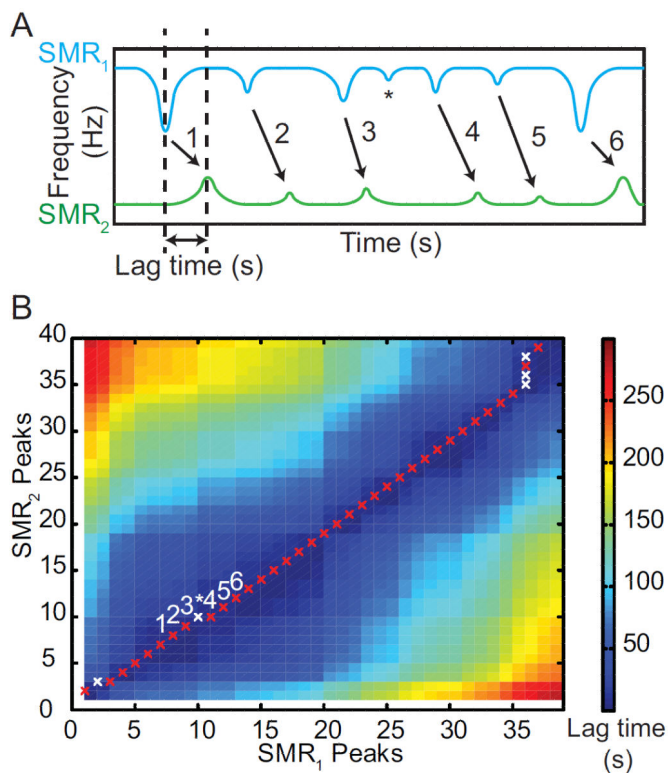 A
SMR1
Frequency
(Hz)
1
2
3
*
4
5
6
SMR2
Time (s)
Lag time (s)
B
40
35
30
25
20
15
10
5
0
SMR2 Peaks
123*456
0
5
10
15
20
25
30
35
SMR1 Peaks
250
200
150
100
50
Lag time
(s)